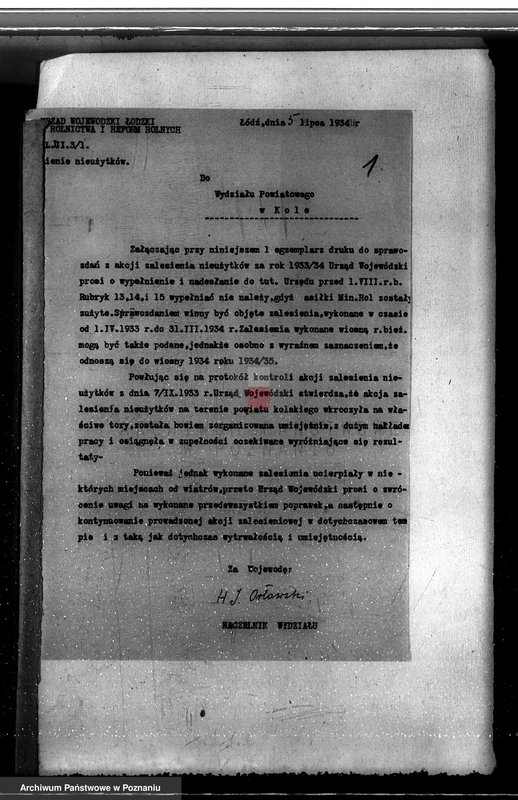 RZĄD WOJEWÓDZKI ŁÓDZKI
ROLNICTWA I REFORM ROLNYCH
Łódź,dnia 5 lipca 1934 r
L.II.3/1.
ienie nieużytków.
1.
Do
Wydziału Powiatowego
w Kole
Załączając przy niniejszem 1 egzemplarz druku do sprawo-
zdań z akcji zalesienia nieużytków za rok 1933/34 Urząd Wojewódzki
prosi o wypełnienie i nadesłanie do tut. Urzędu przed 1.VIII.r.b.
Rubryk 13,14,i 15 wypełniać nie należy,gdyż zasiłki Min.Rol zostały
zużyte.Sprawozdaniem winny być objęte zalesienia,wykonane w czasie
od 1.IV.1933 r.do 31.III.1934 r.Zalesienia wykonane wiosną r.bież.
mogą być także podane,jednakże osobno z wyraźnem zaznaczeniem,że
odnoszą się do wiosny 1934 roku 1934/35.
Powłując się na protokół kontroli akcji zalesienia nie-
użytków z dnia 7/IX.1933 r.Urząd Wojewódzki stwierdza,że akcja za-
lesienia nieużytków na terenie powiatu kolskiego wkroczyła na wła-
ściwe tory,została bowiem zorganizowana umiejętnie,z dużym nakładem
pracy i osiągnęła w zupełności oczekiwane wyróżniające się rezul-
taty-
Ponieważ jednak wykonane zalesienia ucierpiały w nie -
których miejscach od wiatrów,przeto Urząd Wojewódzki prosi o zwró-
cenie uwagi na wykonane przedewszystkiem poprawek,a następnie o
kontynuowanie prowadzonej akcji zalesieniowej w dotychczasowem tem
pie i z taką jak dotychczas wytrwałością i umiejętnością.
Za Wojewodę:
H J. Orłowski
NACZELNIK WYDZIAŁU
Archiwum Państwowe w Poznaniu